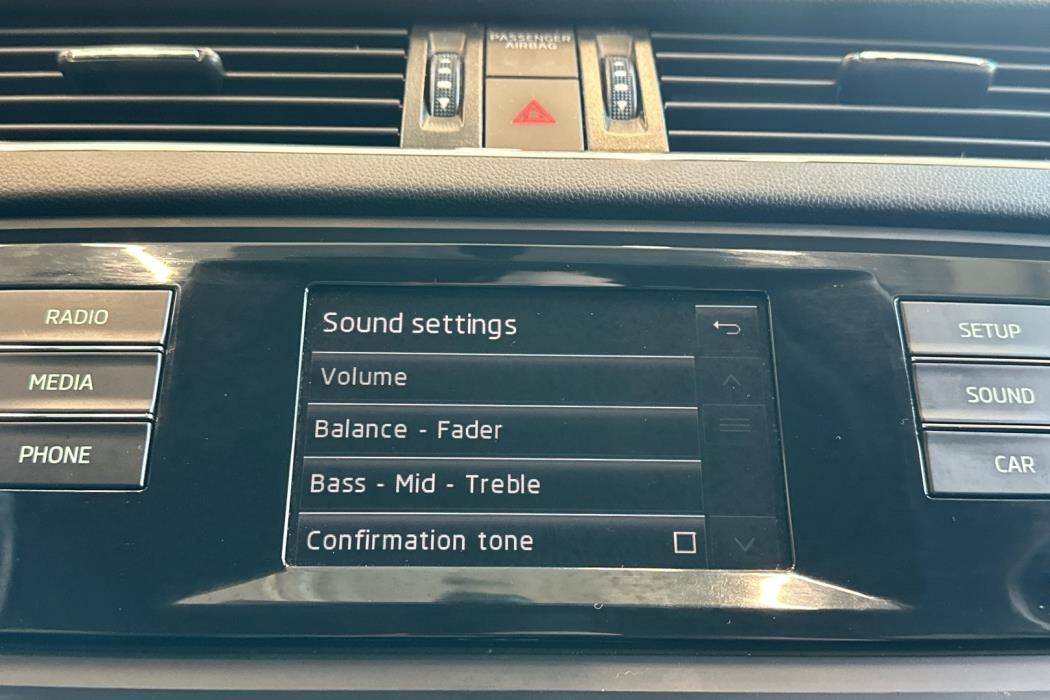 PASSENGER
AIRBAG
RADIO
MEDIA
PHONE
Sound settings
Volume
Balance - Fader
Bass - Mid - Treble
Confirmation tone
SETUP
SOUND
CAR